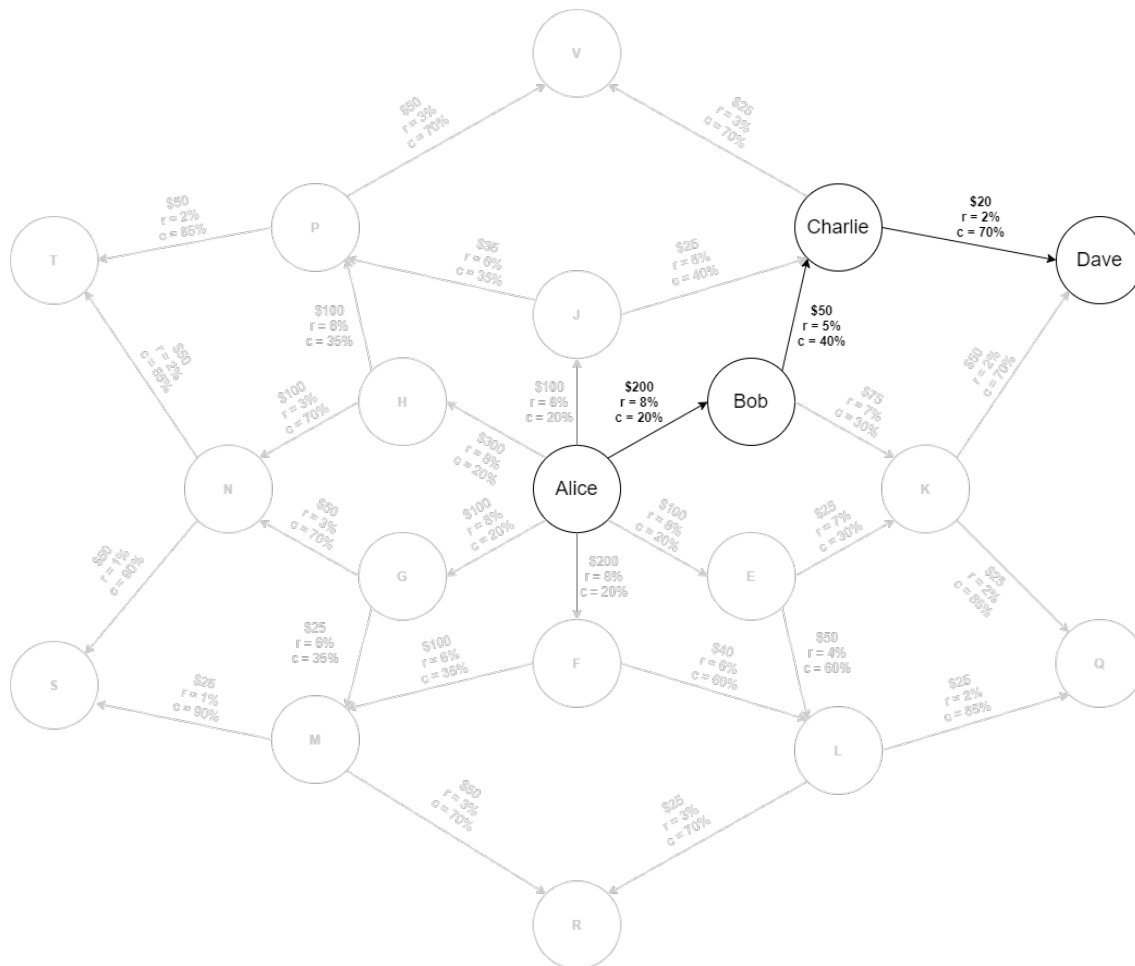 V
$50
r = 3%
c = 70%
$25
r = 3%
c = 70%
$50
r = 2%
c = 85%
P
Charlie
$20
r = 2%
c = 70%
T
Dave
$35
r = 6%
c = 35%
$25
r = 6%
c = 40%
J
$100
r = 6%
c = 35%
$50
r = 5%
c = 40%
$50
r = 2%
c = 85%
$100
r = 3%
c = 70%
H
$100
r = 8%
c = 20%
$200
r = 8%
c = 20%
Bob
$75
r = 7%
c = 30%
$50
r = 2%
c = 70%
$300
r = 8%
c = 20%
N
Alice
K
$50
r = 3%
c = 70%
$100
r = 8%
c = 20%
$100
r = 8%
c = 20%
$25
r = 7%
c = 30%
$50
r = 1%
c = 90%
G
$200
r = 8%
c = 20%
E
$25
r = 2%
c = 85%
$25
r = 6%
c = 35%
$100
r = 6%
c = 35%
F
$40
r = 6%
c = 60%
$50
r = 4%
c = 60%
Q
S
$25
r = 1%
c = 90%
M
L
$25
r = 2%
c = 85%
$50
r = 3%
c = 70%
$25
r = 3%
c = 70%
R